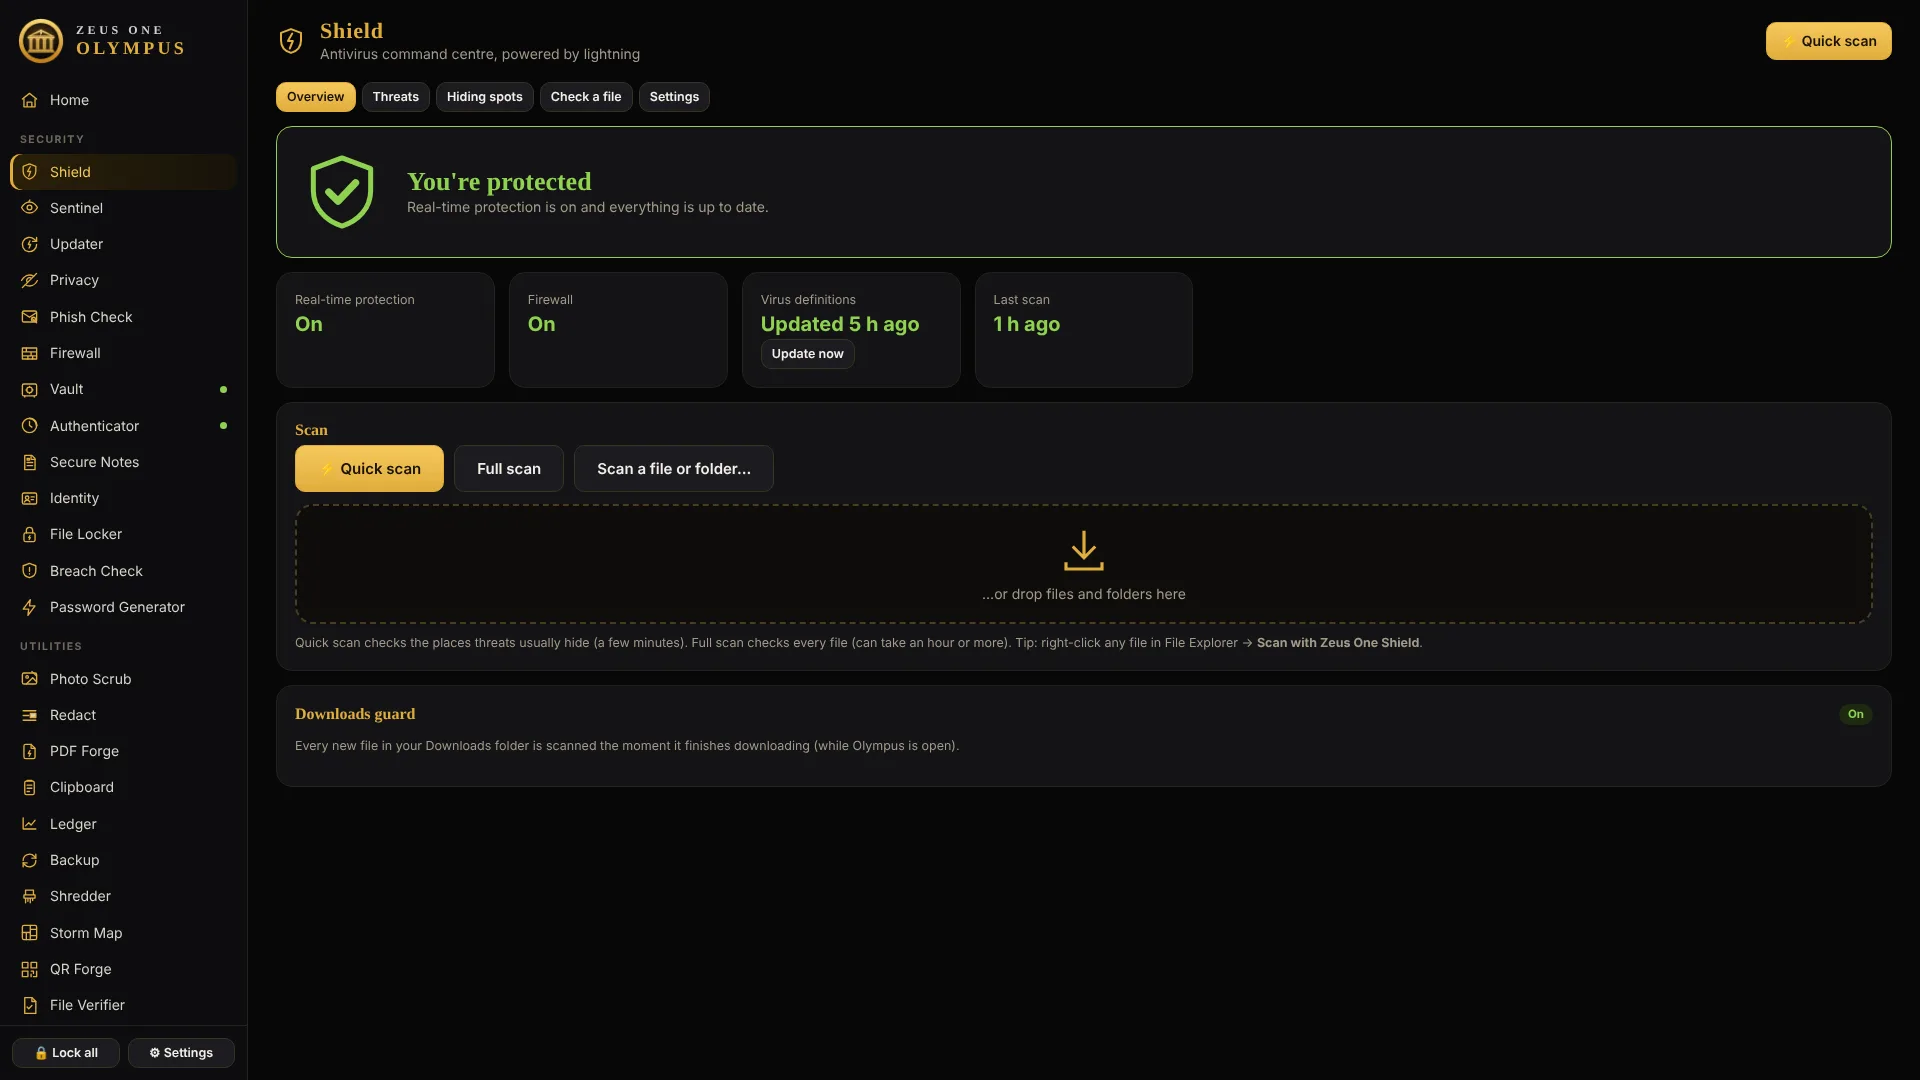 ZEUS ONE
OLYMPUS
Home
SECURITY
Shield
Sentinel
Updater
Privacy
Phish Check
Firewall
Vault
Authenticator
Secure Notes
Identity
File Locker
Breach Check
Password Generator
UTILITIES
Photo Scrub
Redact
PDF Forge
Clipboard
Ledger
Backup
Shredder
Storm Map
QR Forge
File Verifier
🔒 Lock all
⚙ Settings
Shield
Antivirus command centre, powered by lightning
⚡ Quick scan
Overview
Threats
Hiding spots
Check a file
Settings
You're protected
Real-time protection is on and everything is up to date.
Real-time protection
On
Firewall
On
Virus definitions
Updated 5 h ago
Update now
Last scan
1 h ago
Scan
⚡ Quick scan
Full scan
Scan a file or folder...
...or drop files and folders here
Quick scan checks the places threats usually hide (a few minutes). Full scan checks every file (can take an hour or more). Tip: right-click any file in File Explorer → Scan with Zeus One Shield.
Downloads guard
On
Every new file in your Downloads folder is scanned the moment it finishes downloading (while Olympus is open).